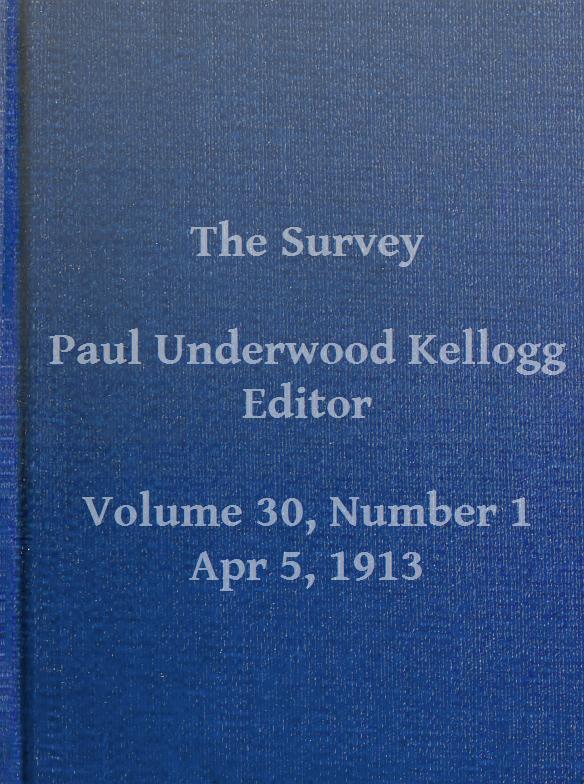 The Survey
Paul Underwood Kellogg
Editor
Volume 30, Number 1
Apr 5, 1913